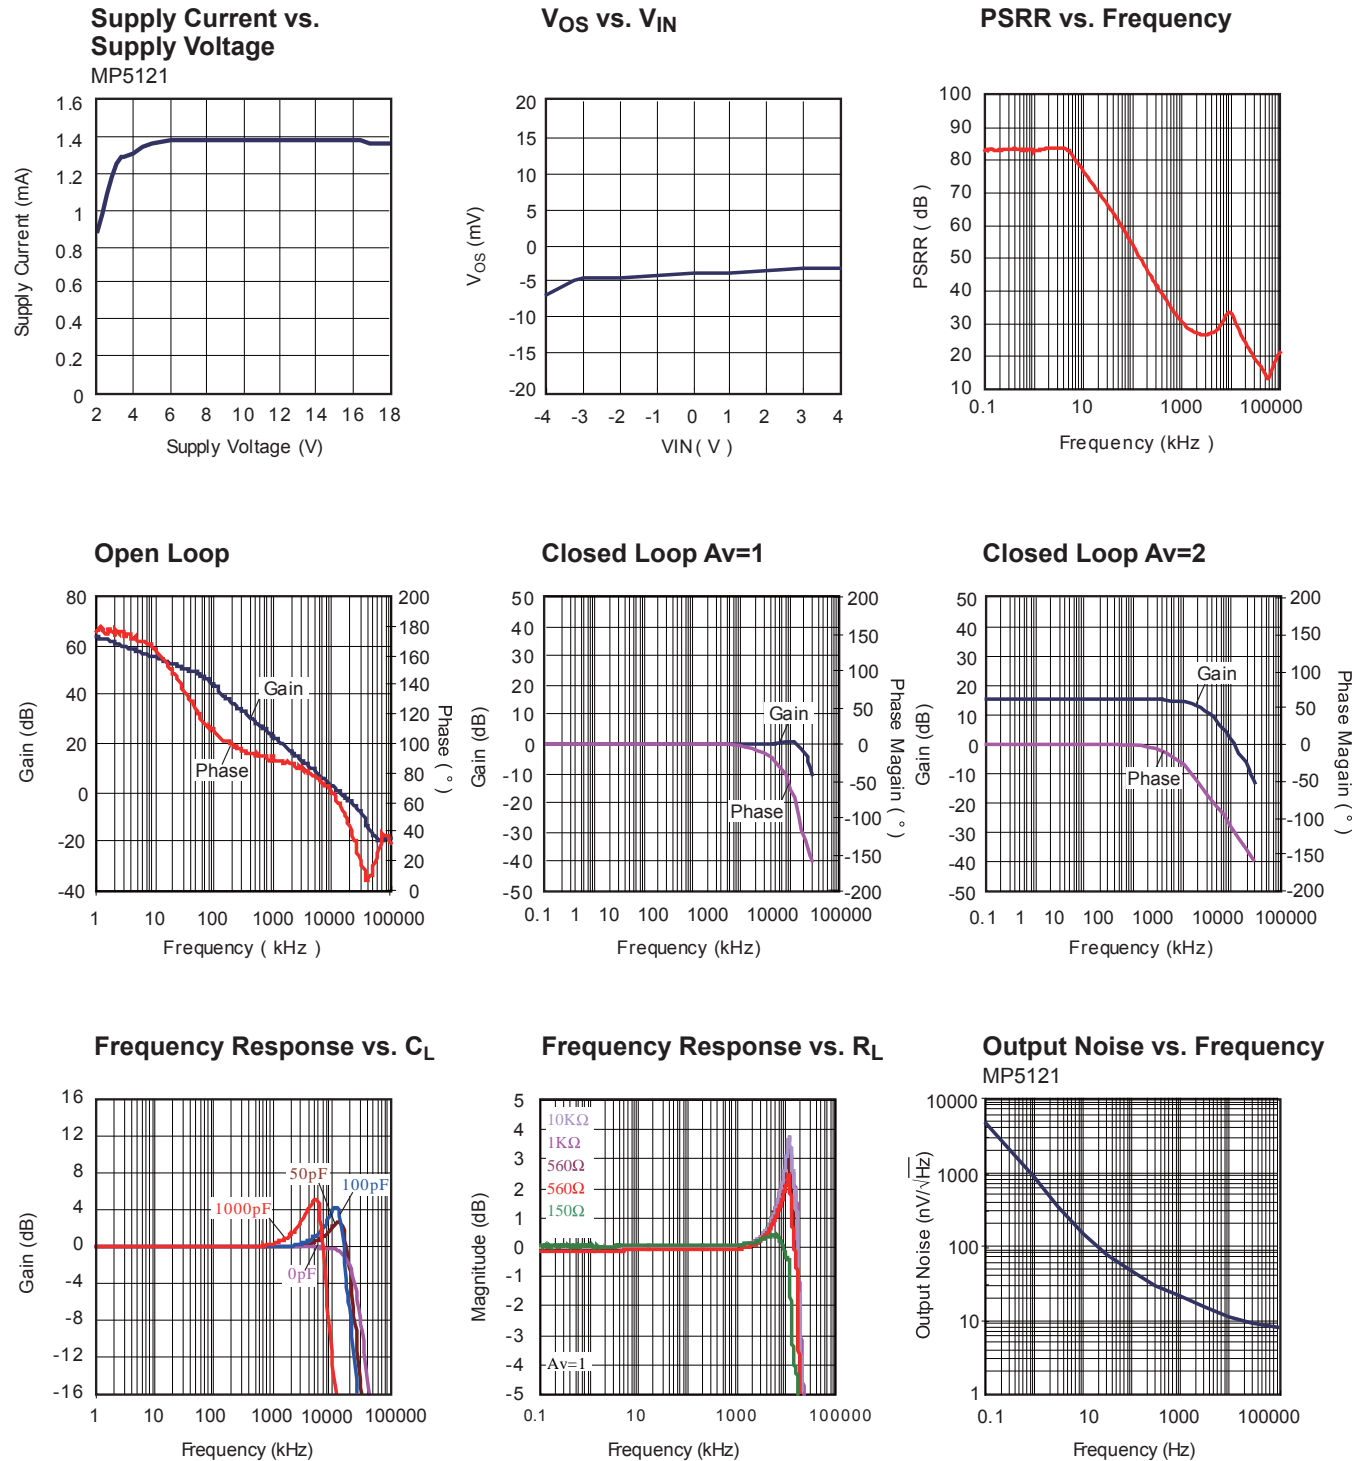 Supply Current vs.
Supply Voltage
MP5121
1.6
1.4
1.2
1
0.8
0.6
0.4
0.2
0
Supply Current (mA)
2 4 6 8 10 12 14 16 18
Supply Voltage (V)
VOS vs. VIN
20
15
10
5
0
-5
-10
-15
-20
VOS (mV)
-4 -3 -2 -1 0 1 2 3 4
VIN( V )
PSRR vs. Frequency
100
90
80
70
60
50
40
30
20
10
PSRR ( dB )
0.1 10 1000 100000
Frequency (kHz )
Open Loop
80
60
40
20
0
-20
-40
Gain (dB)
Gain
Phase
200
180
160
140
120
100
80
60
40
20
0
Phase ( ° )
1 10 100 1000 10000 100000
Frequency ( kHz )
Closed Loop Av=1
50
40
30
20
10
0
-10
-20
-30
-40
-50
Gain (dB)
Gain
Phase
200
150
100
50
0
-50
-100
-150
-200
Phase Magain ( ° )
0.1 1 10 100 1000 10000 100000
Frequency (kHz)
Closed Loop Av=2
50
40
30
20
10
0
-10
-20
-30
-40
-50
Gain (dB)
Gain
Phase
200
150
100
50
0
-50
-100
-150
-200
Phase Magain ( ° )
0.1 1 10 100 1000 10000 100000
Frequency (kHz)
Frequency Response vs. CL
16
12
8
4
0
-4
-8
-12
-16
Gain (dB)
50pF
100pF
1000pF
0pF
1 10 100 1000 10000 100000
Frequency (kHz)
Frequency Response vs. RL
5
4
3
2
1
0
-1
-2
-3
-4
-5
Magnitude (dB)
10KΩ
1KΩ
560Ω
560Ω
150Ω
Av=1
0.1 10 1000 100000
Frequency (kHz)
Output Noise vs. Frequency
MP5121
10000
1000
100
10
1
Output Noise (nV/√Hz)
0.1 10 1000 100000
Frequency (Hz)